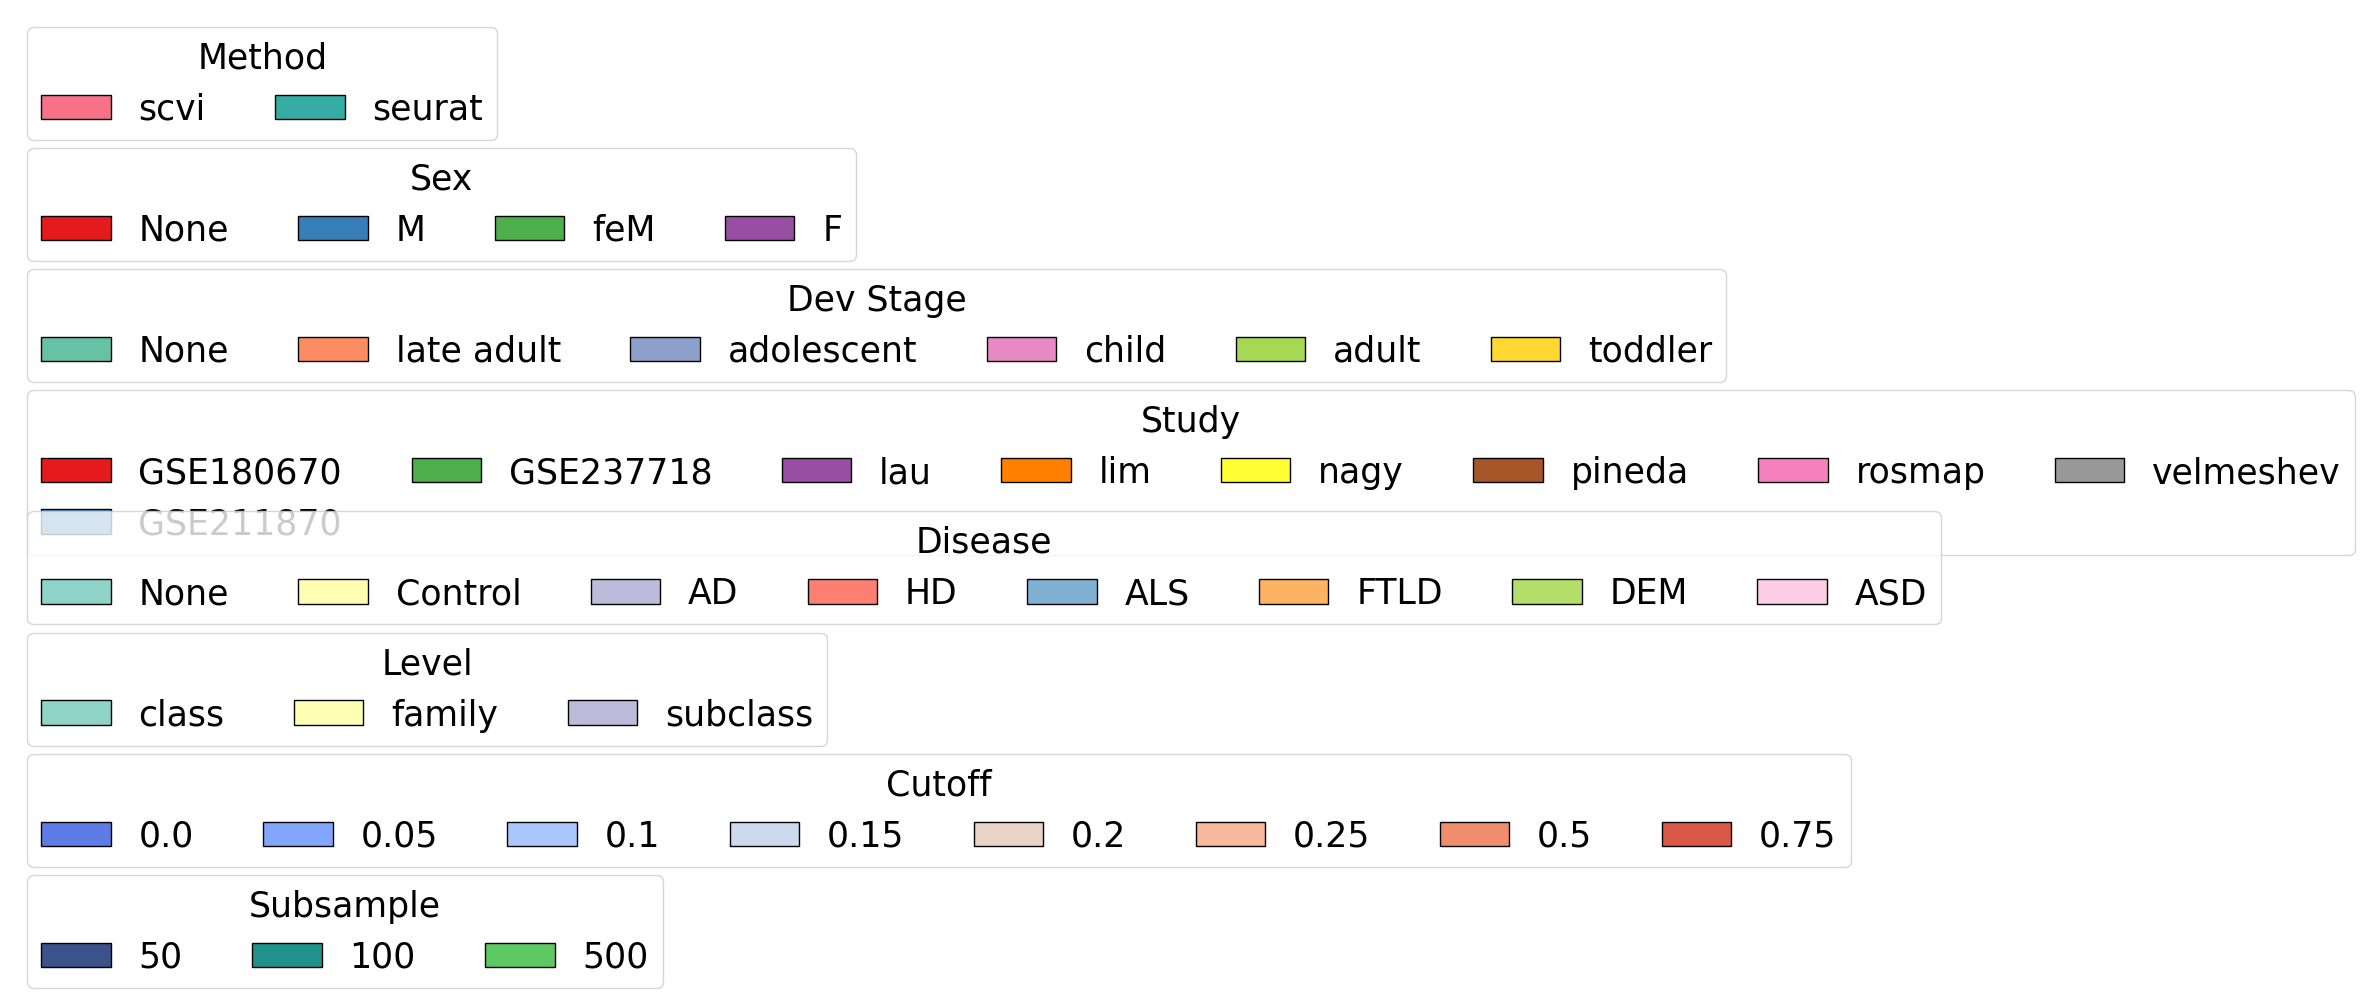 Method
scvi seurat
Sex
None M feM F
Dev Stage
None late adult adolescent child adult toddler
Study
GSE180670 GSE237718 lau lim nagy pineda rosmap velmeshev
GSE211870
Disease
None Control AD HD ALS FTLD DEM ASD
Level
class family subclass
Cutoff
0.0 0.05 0.1 0.15 0.2 0.25 0.5 0.75
Subsample
50 100 500